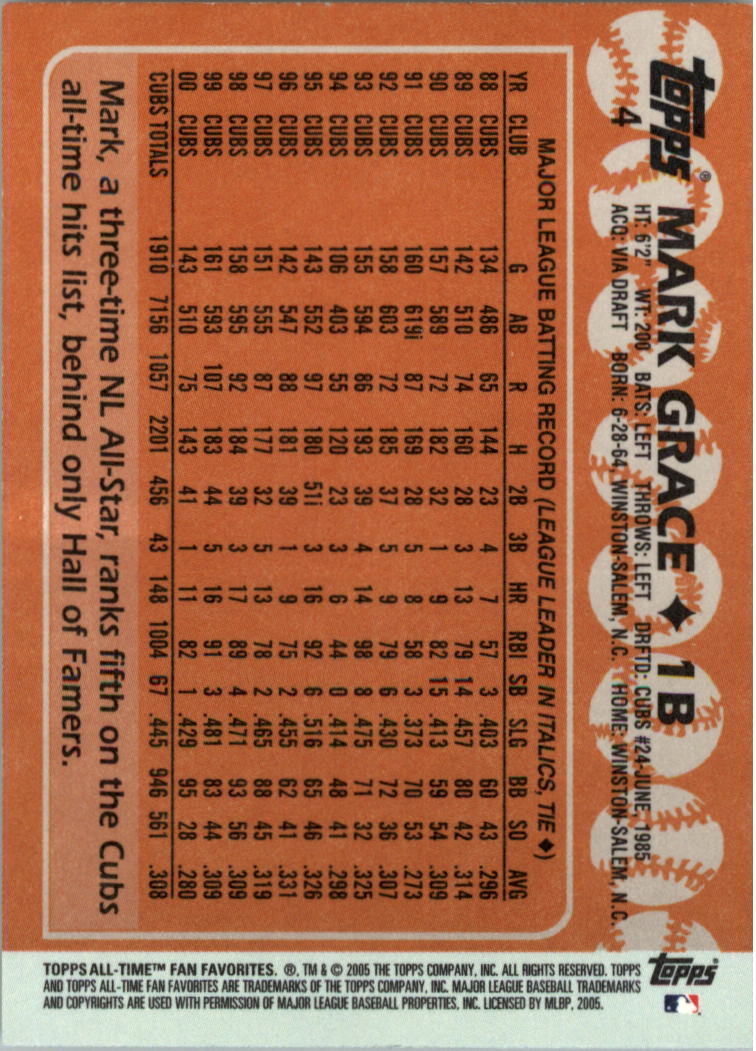 topps®
4
MARK GRACE ♦ 1B
HT: 6'2" WT: 200 BATS: LEFT THROWS: LEFT DRFTD: CUBS #24-JUNE, 1985
ACQ: VIA DRAFT BORN: 6-28-64, WINSTON-SALEM, N.C. HOME: WINSTON-SALEM, N.C.
MAJOR LEAGUE BATTING RECORD (LEAGUE LEADER IN ITALICS, TIE ♦)
YR CLUB G AB R H 2B 3B HR RBI SB SLG BB SO AVG
88 CUBS 134 486 65 144 23 4 7 57 3 .403 60 43 .296
89 CUBS 142 510 74 160 28 3 13 79 14 .457 80 42 .314
90 CUBS 157 589 72 182 32 1 9 82 15 .413 59 54 .309
91 CUBS 160 619i 87 169 28 5 8 58 3 .373 70 53 .273
92 CUBS 158 603 72 185 37 5 9 79 6 .430 72 36 .307
93 CUBS 155 594 86 193 39 4 14 98 8 .475 71 32 .325
94 CUBS 106 403 55 120 23 3 6 44 0 .414 48 41 .298
95 CUBS 143 552 97 180 51i 3 16 92 6 .516 65 46 .326
96 CUBS 142 547 88 181 39 1 9 75 2 .455 62 41 .331
97 CUBS 151 555 87 177 32 5 13 78 2 .465 88 45 .319
98 CUBS 158 595 92 184 39 3 17 89 4 .471 93 56 .309
99 CUBS 161 593 107 183 44 5 16 91 3 .481 83 44 .309
00 CUBS 143 510 75 143 41 1 11 82 1 .429 95 28 .280
CUBS TOTALS 1910 7156 1057 2201 456 43 148 1004 67 .445 946 561 .308
Mark, a three-time NL All-Star, ranks fifth on the Cubs
all-time hits list, behind only Hall of Famers.
topps®
TOPPS ALL-TIME™ FAN FAVORITES. ®, TM & © 2005 THE TOPPS COMPANY, INC. ALL RIGHTS RESERVED. TOPPS
AND TOPPS ALL-TIME FAN FAVORITES ARE TRADEMARKS OF THE TOPPS COMPANY, INC. MAJOR LEAGUE BASEBALL TRADEMARKS
AND COPYRIGHTS ARE USED WITH PERMISSION OF MAJOR LEAGUE BASEBALL PROPERTIES, INC. LICENSED BY MLBP, 2005.